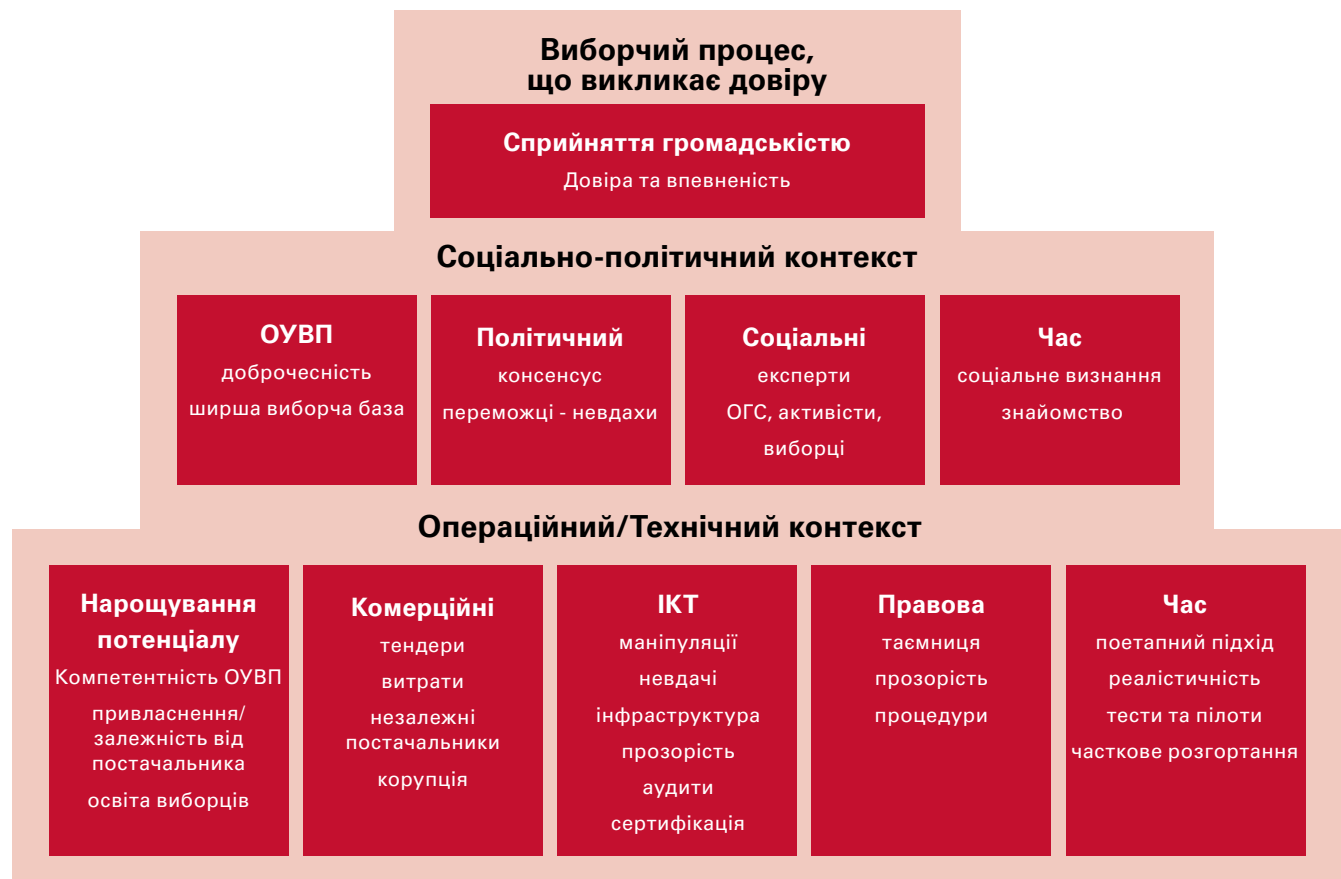 Виборчий процес,
що викликає довіру
Сприйняття громадськістю
Довіра та впевненість
Соціально-політичний контекст
ОУВП
доброчесність
ширша виборча база
Політичний
консенсус
переможці - невдахи
Соціальні
експерти
ОГС, активісти,
виборці
Час
соціальне визнання
знайомство
Операційний/Технічний контекст
Нарощування
потенціалу
Компетентність ОУВП
привласнення/
залежність від
постачальника
освіта виборців
Комерційні
тендери
витрати
незалежні
постачальники
корупція
ІКТ
маніпуляції
невдачі
інфраструктура
прозорість
аудити
сертифікація
Правова
таємниця
прозорість
процедури
Час
поетапний підхід
реалістичність
тести та пілоти
часткове розгортання